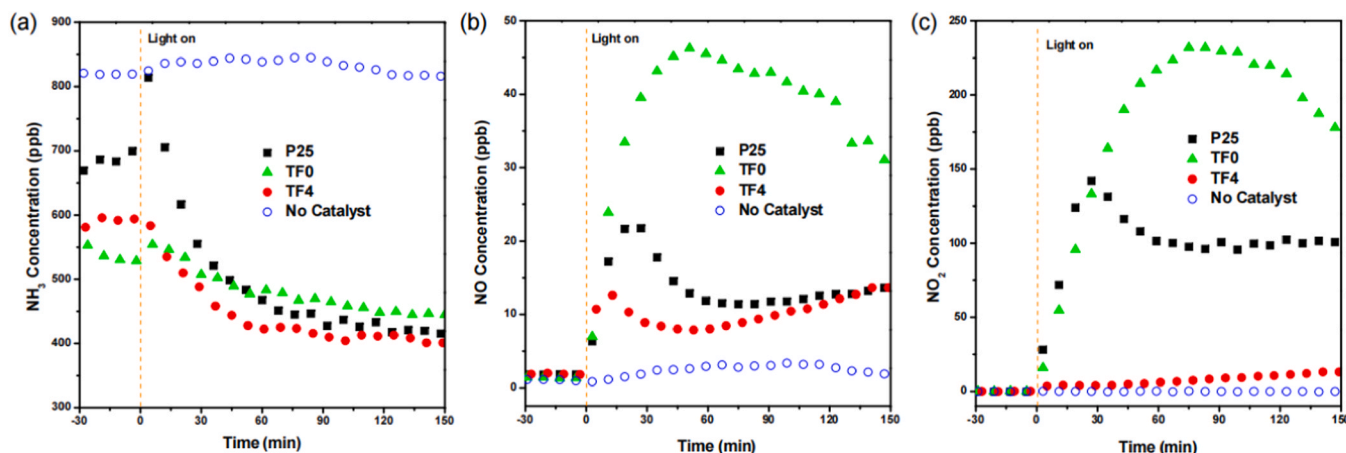 (a)
900
800
700
600
500
400
300
NH3 Concentration (ppb)
Light on
P25
TF0
TF4
No Catalyst
-30 0 30 60 90 120 150
Time (min)
(b)
50
40
30
20
10
0
NO Concentration (ppb)
Light on
P25
TF0
TF4
No Catalyst
-30 0 30 60 90 120 150
Time (min)
(c)
250
200
150
100
50
0
NO2 Concentration (ppb)
Light on
P25
TF0
TF4
No Catalyst
-30 0 30 60 90 120 150
Time (min)